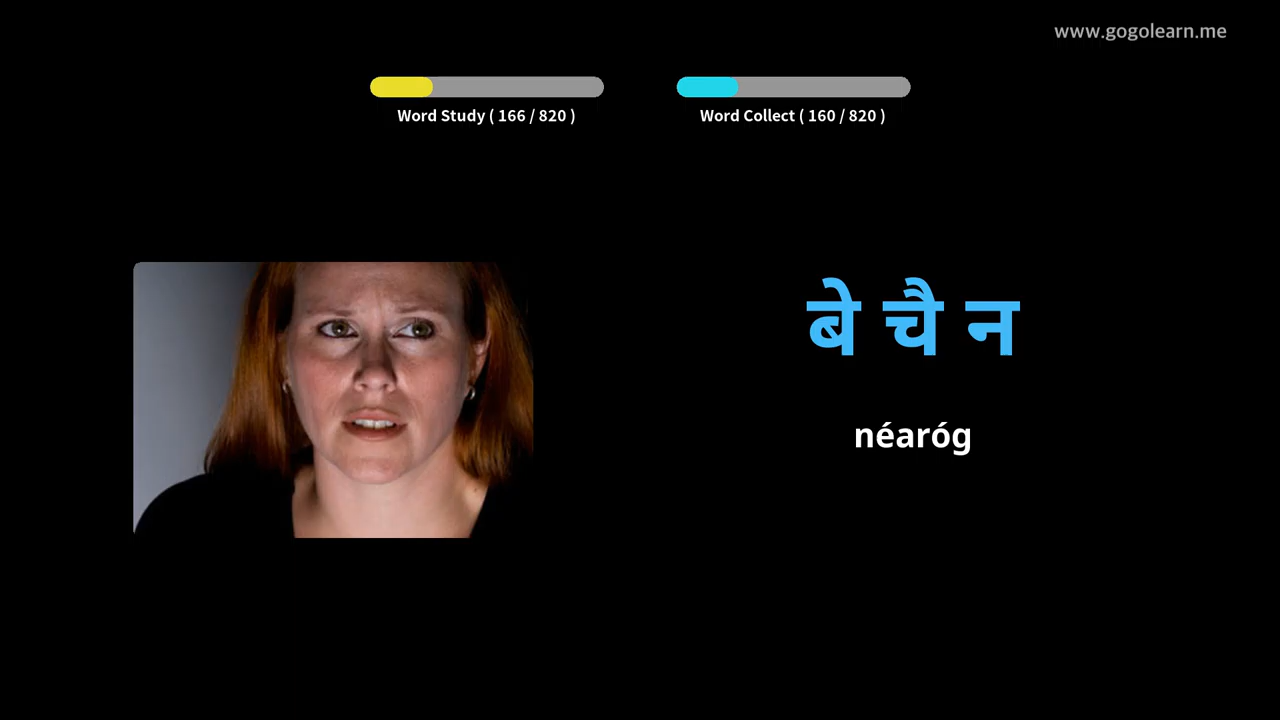 www.gogolearn.me
Word Study ( 166 / 820 )
Word Collect ( 160 / 820 )
बे चै न
néaróg